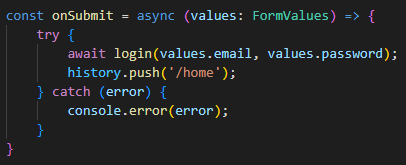 const onSubmit = async (values: FormValues) => {
    try {
        await login(values.email, values.password);
        history.push('/home');
    } catch (error) {
        console.error(error);
    }
}